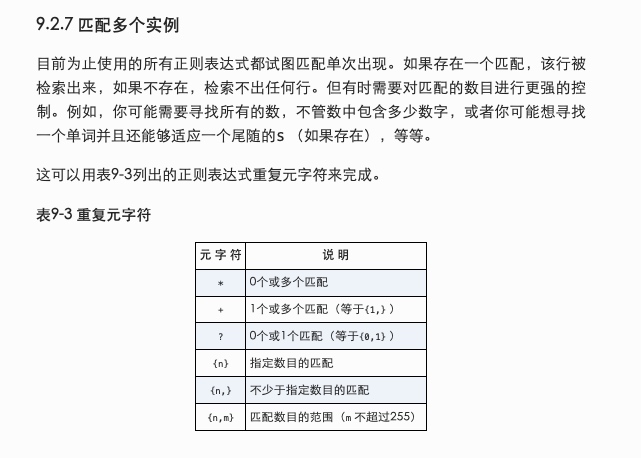 9.2.7 匹配多个实例
目前为止使用的所有正则表达式都试图匹配单次出现。如果存在一个匹配，该行被
检索出来，如果不存在，检索不出任何行。但有时需要对匹配的数目进行更强的控
制。例如，你可能需要寻找所有的数，不管数中包含多少数字，或者你可能想寻找
一个单词并且还能够适应一个尾随的s （如果存在），等等。
这可以用表9-3列出的正则表达式重复元字符来完成。
表9-3 重复元字符
元 字 符 说 明
* 0个或多个匹配
+ 1个或多个匹配（等于{1,} ）
? 0个或1个匹配（等于{0,1} ）
{n} 指定数目的匹配
{n,} 不少于指定数目的匹配
{n,m} 匹配数目的范围（m 不超过255）